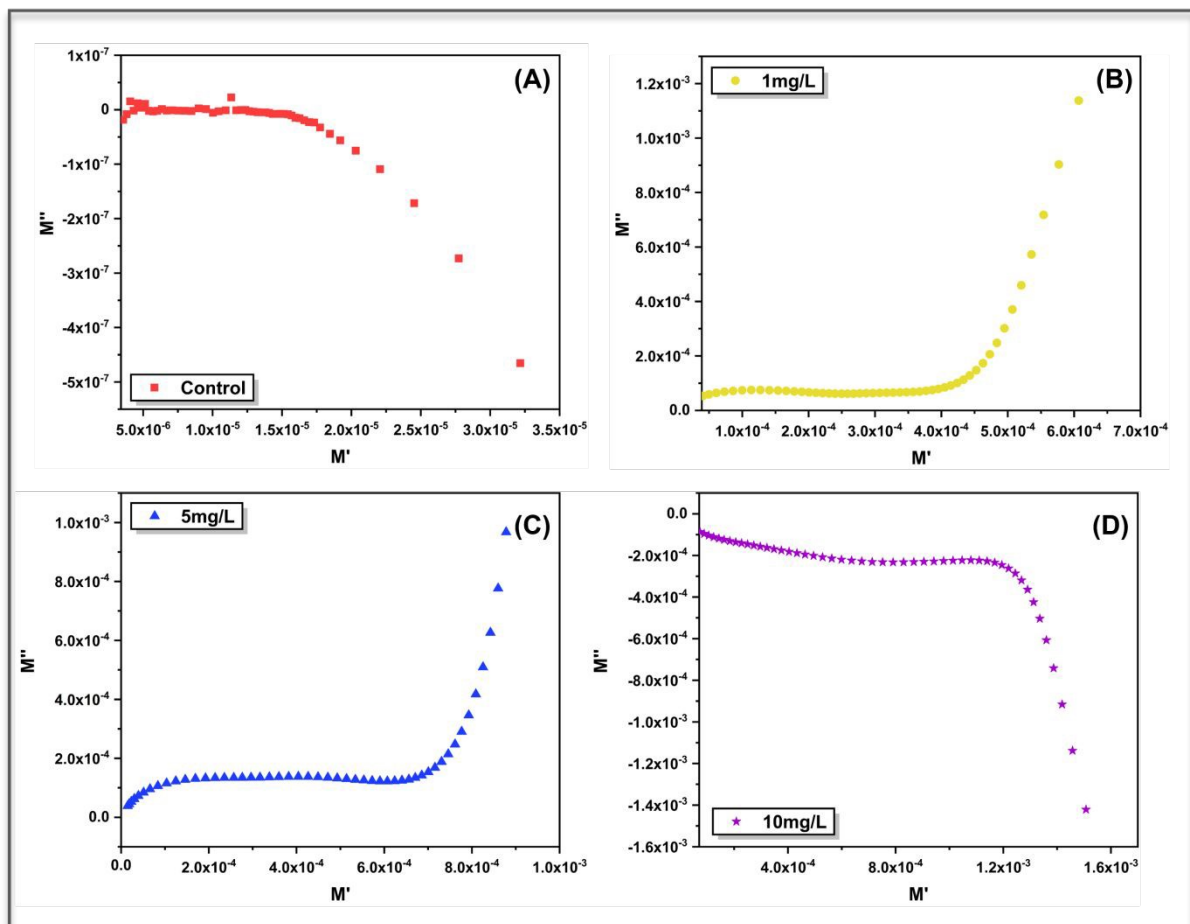 (A)
1x10⁻⁷
0
-1x10⁻⁷
-2x10⁻⁷
-3x10⁻⁷
-4x10⁻⁷
-5x10⁻⁷
M''
Control
5.0x10⁻⁶ 1.0x10⁻⁵ 1.5x10⁻⁵ 2.0x10⁻⁵ 2.5x10⁻⁵ 3.0x10⁻⁵ 3.5x10⁻⁵
M'
1mg/L
(B)
1.2x10⁻³
1.0x10⁻³
8.0x10⁻⁴
6.0x10⁻⁴
4.0x10⁻⁴
2.0x10⁻⁴
0.0
M''
1.0x10⁻⁴ 2.0x10⁻⁴ 3.0x10⁻⁴ 4.0x10⁻⁴ 5.0x10⁻⁴ 6.0x10⁻⁴ 7.0x10⁻⁴
M'
5mg/L
(C)
1.0x10⁻³
8.0x10⁻⁴
6.0x10⁻⁴
4.0x10⁻⁴
2.0x10⁻⁴
0.0
M''
0.0 2.0x10⁻⁴ 4.0x10⁻⁴ 6.0x10⁻⁴ 8.0x10⁻⁴ 1.0x10⁻³
M'
(D)
0.0
-2.0x10⁻⁴
-4.0x10⁻⁴
-6.0x10⁻⁴
-8.0x10⁻⁴
-1.0x10⁻³
-1.2x10⁻³
-1.4x10⁻³
-1.6x10⁻³
M''
10mg/L
4.0x10⁻⁴ 8.0x10⁻⁴ 1.2x10⁻³ 1.6x10⁻³
M'